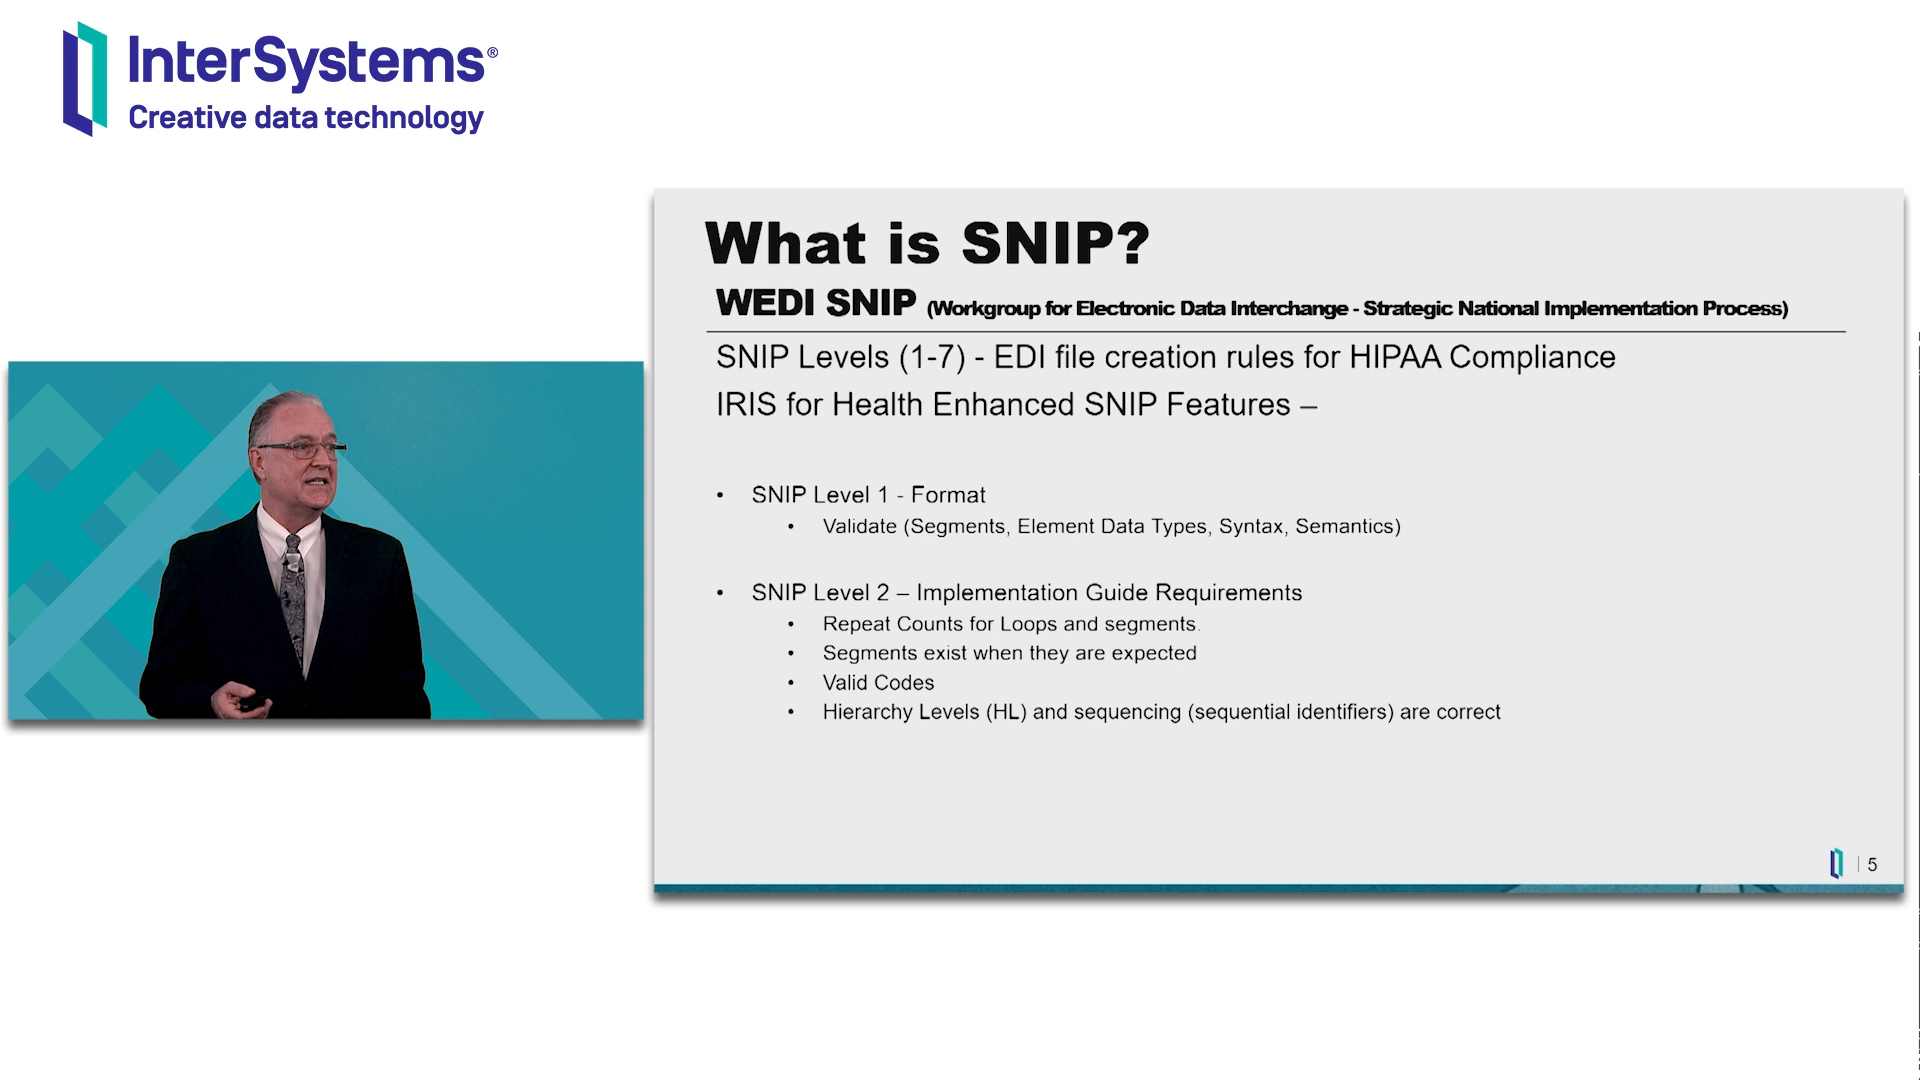 InterSystems®
Creative data technology
What is SNIP?
WEDI SNIP (Workgroup for Electronic Data Interchange - Strategic National Implementation Process)
SNIP Levels (1-7) - EDI file creation rules for HIPAA Compliance
IRIS for Health Enhanced SNIP Features –
• SNIP Level 1 - Format
• Validate (Segments, Element Data Types, Syntax, Semantics)
• SNIP Level 2 – Implementation Guide Requirements
• Repeat Counts for Loops and segments.
• Segments exist when they are expected
• Valid Codes
• Hierarchy Levels (HL) and sequencing (sequential identifiers) are correct
5